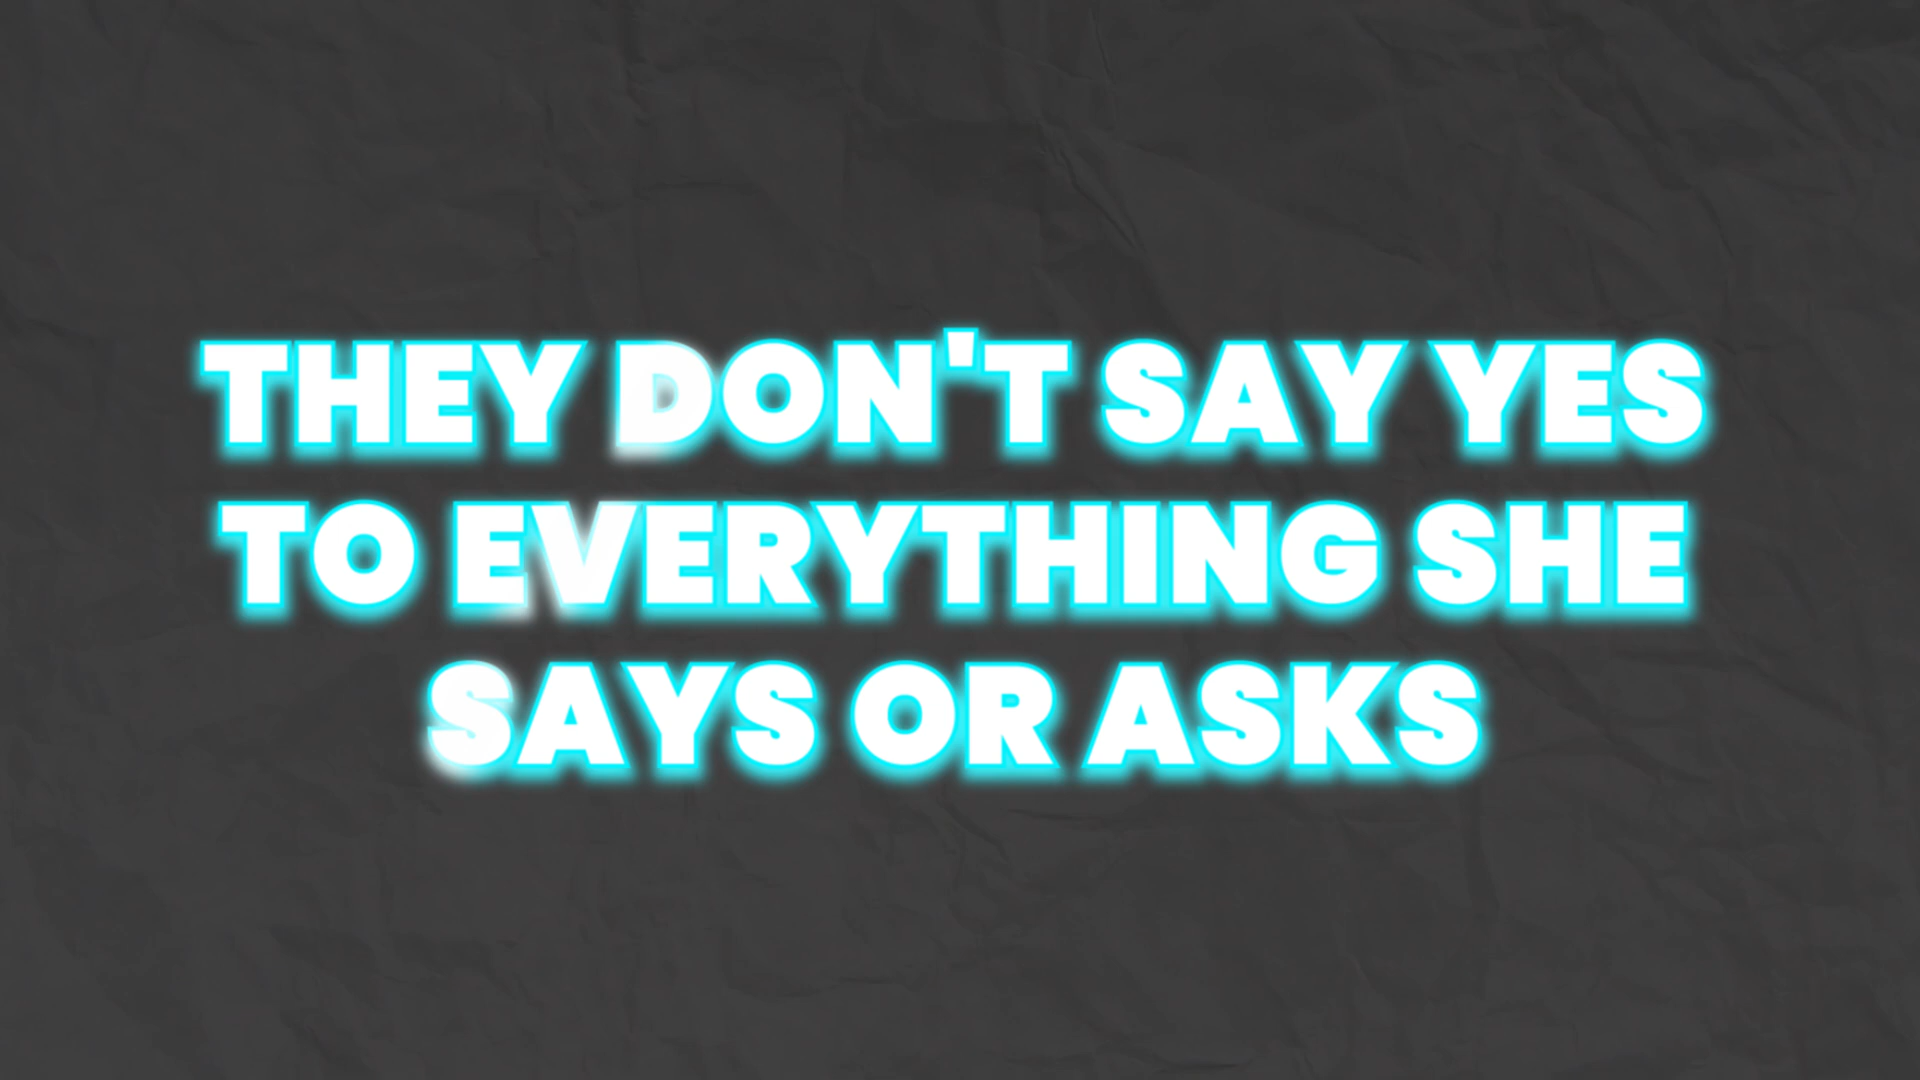 THEY DON'T SAY YES
TO EVERYTHING SHE
SAYS OR ASKS